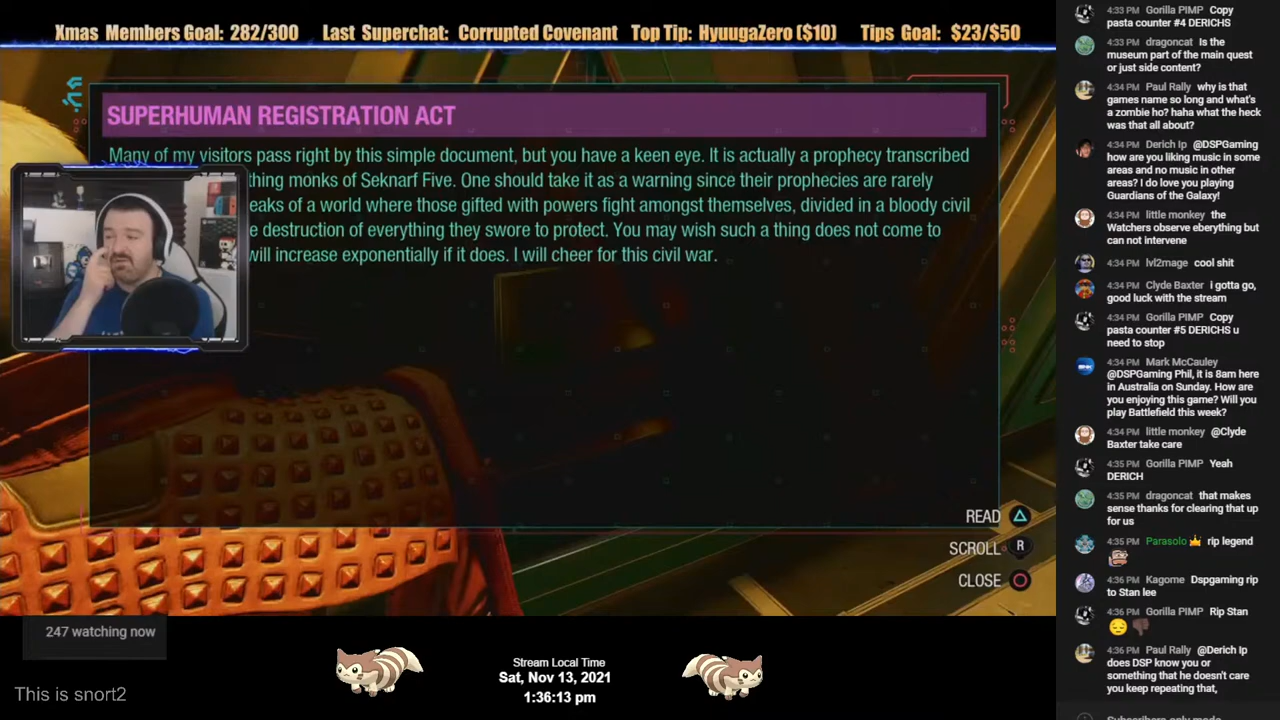 Xmas Members Goal: 282/300 Last Superchat: Corrupted Covenant Top Tip: HyuugaZero ($10) Tips Goal: $23/$50
SUPERHUMAN REGISTRATION ACT
Many of my visitors pass right by this simple document, but you have a keen eye. It is actually a prophecy transcribed
thing monks of Seknarf Five. One should take it as a warning since their prophecies are rarely
eaks of a world where those gifted with powers fight amongst themselves, divided in a bloody civil
e destruction of everything they swore to protect. You may wish such a thing does not come to
will increase exponentially if it does. I will cheer for this civil war.
READ
SCROLL R
CLOSE
247 watching now
This is snort2
Stream Local Time
Sat, Nov 13, 2021
1:36:13 pm
4:33 PM Gorilla PIMP Copy
pasta counter #4 DERICHS
4:33 PM dragoncat Is the
museum part of the main quest
or just side content?
4:34 PM Paul Rally why is that
games name so long and what's
a zombie ho? haha what the heck
was that all about?
4:34 PM Derich Ip @DSPGaming
how are you liking music in some
areas and no music in other
areas? I do love you playing
Guardians of the Galaxy!
4:34 PM little monkey the
Watchers observe eberything but
can not intervene
4:34 PM lvl2mage cool shit
4:34 PM Clyde Baxter i gotta go,
good luck with the stream
4:34 PM Gorilla PIMP Copy
pasta counter #5 DERICHS u
need to stop
4:34 PM Mark McCauley
@DSPGaming Phil, it is 8am here
in Australia on Sunday. How are
you enjoying this game? Will you
play Battlefield this week?
4:34 PM little monkey @Clyde
Baxter take care
4:35 PM Gorilla PIMP Yeah
DERICH
4:35 PM dragoncat that makes
sense thanks for clearing that up
for us
4:35 PM Parasolo rip legend
4:36 PM Kagome Dspgaming rip
to Stan lee
4:36 PM Gorilla PIMP Rip Stan
4:36 PM Paul Rally @Derich Ip
does DSP know you or
something that he doesn't care
you keep repeating that,
Subscribers-only mode